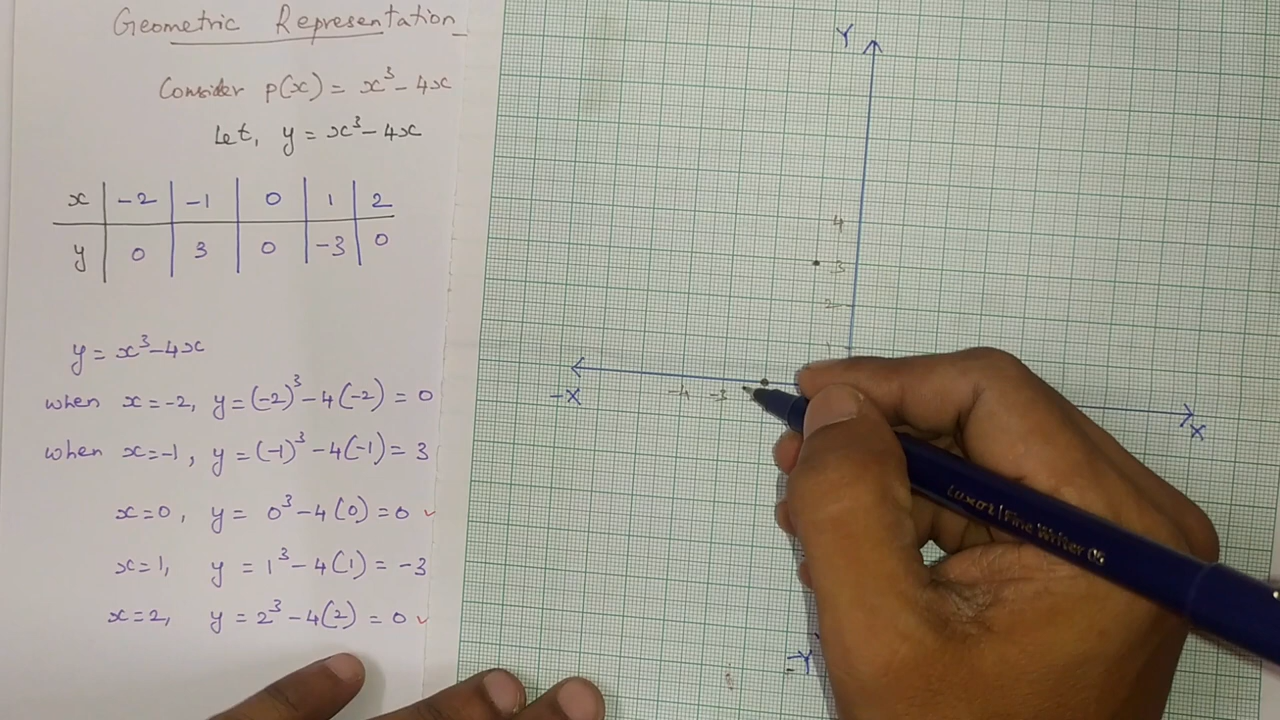 Geometric Representation
Consider p(x) = x³ - 4x
Let, y = x³ - 4x
x -2 -1 0 1 2
y 0 3 0 -3 0
y = x³ - 4x
when x = -2, y = (-2)³ - 4(-2) = 0
when x = -1, y = (-1)³ - 4(-1) = 3
x = 0, y = 0³ - 4(0) = 0 ✓
x = 1, y = 1³ - 4(1) = -3
x = 2, y = 2³ - 4(2) = 0 ✓
Y
4
3
2
1
-X -4 -3 X
-Y
Luxor | Fine Writer 05